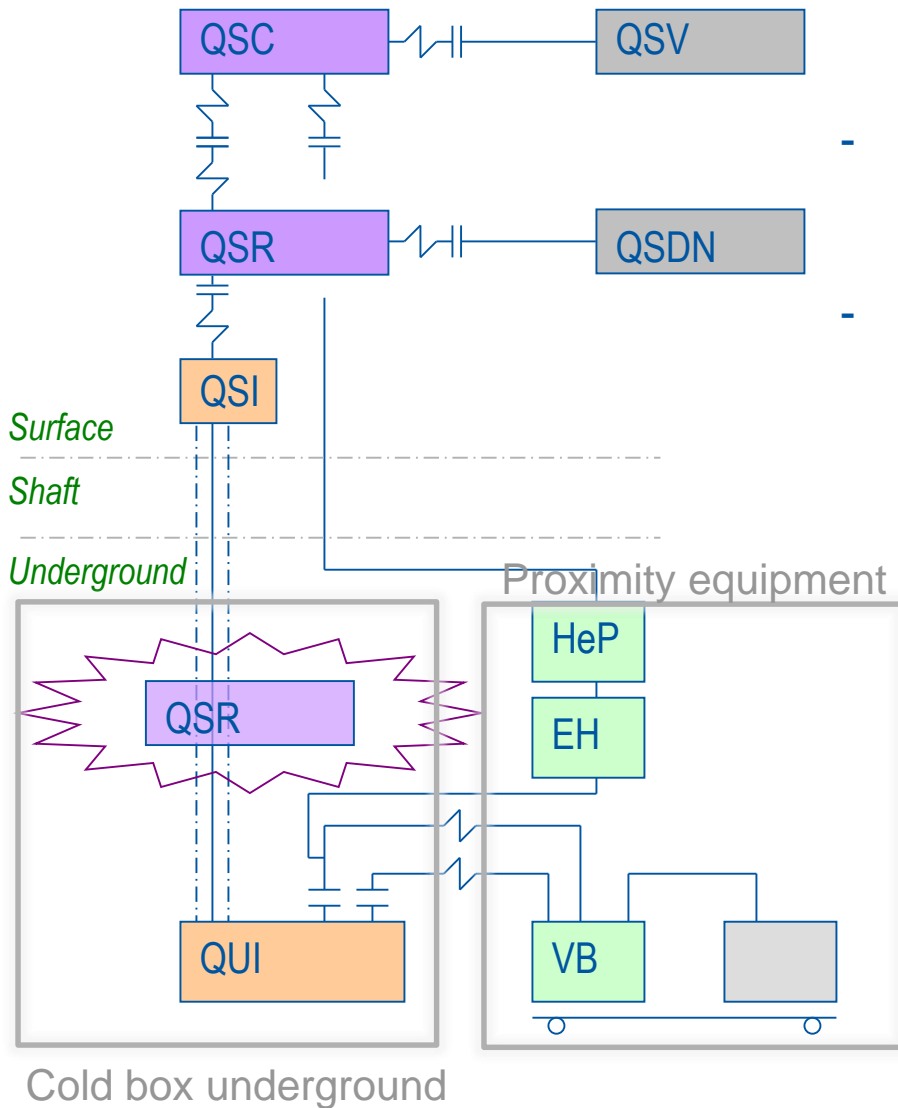 QSC
QSV
-
QSR
QSDN
-
QSI
Surface
Shaft
Underground
Proximity equipment
HeP
QSR
EH
QUI
VB
Cold box underground